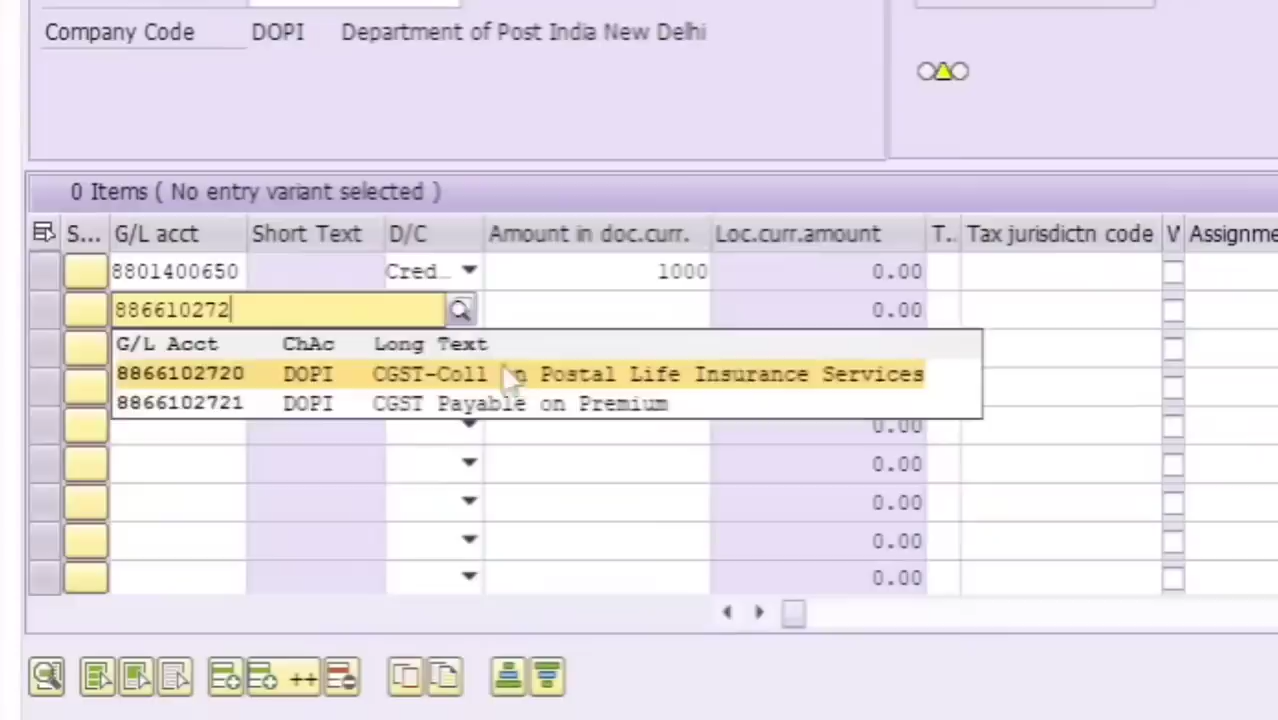 Company Code DOPI Department of Post India New Delhi
0 Items ( No entry variant selected )
S... G/L acct Short Text D/C Amount in doc.curr. Loc.curr.amount T.. Tax jurisdictn code V Assignme
8801400650 Cred.. 1000 0.00
886610272 0.00
G/L Acct ChAc Long Text
8866102720 DOPI CGST-Coll on Postal Life Insurance Services
8866102721 DOPI CGST Payable on Premium
0.00
0.00
0.00
0.00
0.00
++